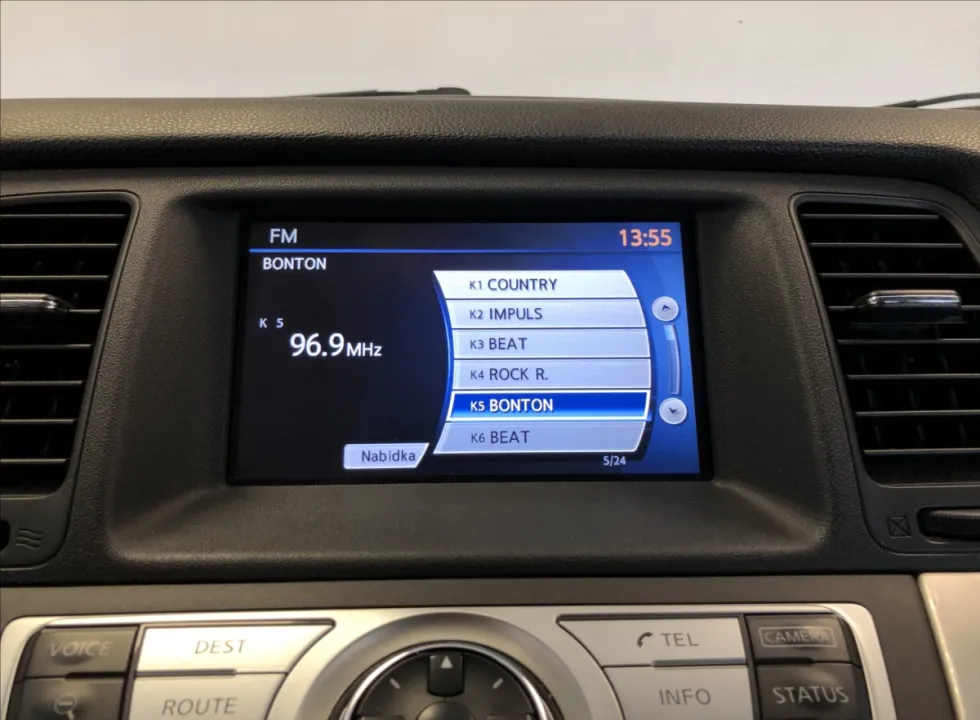 FM 13:55
BONTON
K 5
96.9MHz
K1 COUNTRY
K2 IMPULS
K3 BEAT
K4 ROCK R.
K5 BONTON
K6 BEAT
Nabídka
5/24
VOICE DEST TEL CAMERA
ROUTE INFO STATUS